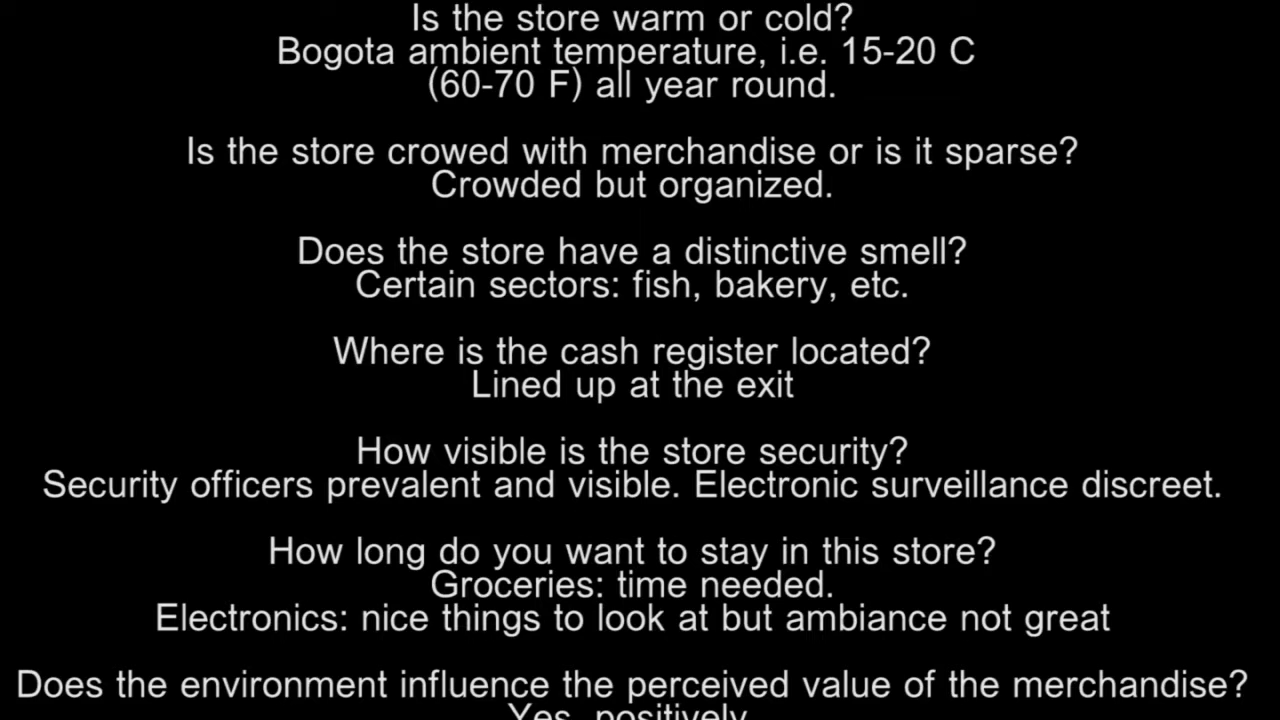 Is the store warm or cold?
Bogota ambient temperature, i.e. 15-20 C
(60-70 F) all year round.
Is the store crowed with merchandise or is it sparse?
Crowded but organized.
Does the store have a distinctive smell?
Certain sectors: fish, bakery, etc.
Where is the cash register located?
Lined up at the exit
How visible is the store security?
Security officers prevalent and visible. Electronic surveillance discreet.
How long do you want to stay in this store?
Groceries: time needed.
Electronics: nice things to look at but ambiance not great
Does the environment influence the perceived value of the merchandise?
Yes, positively